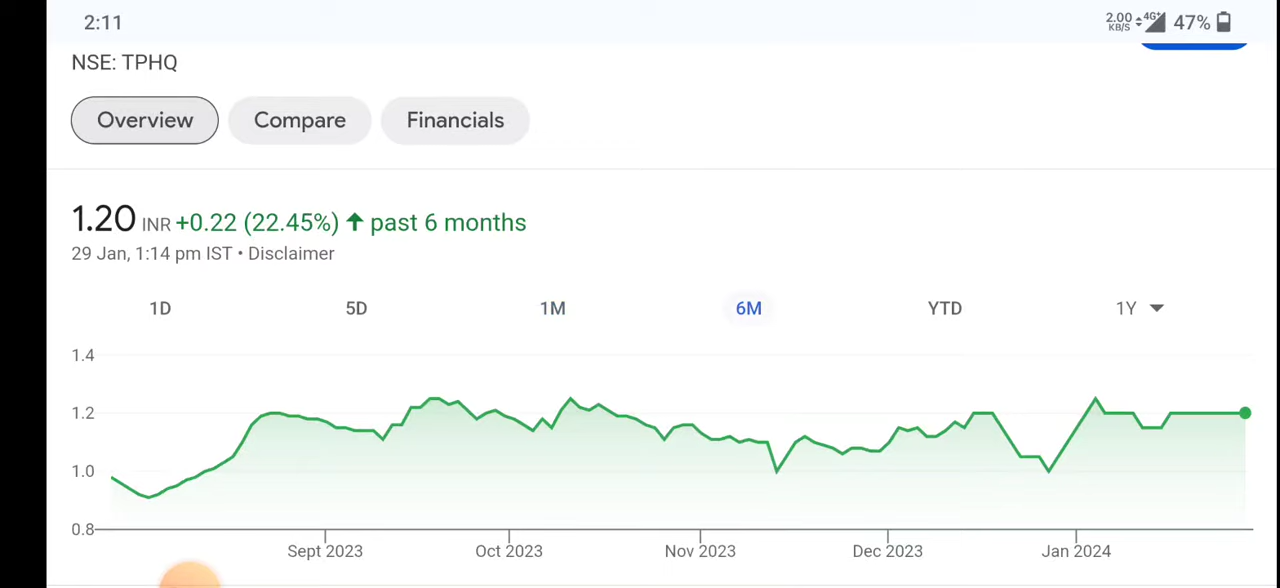 2:11
2.00 KB/S 4G+ 47%
NSE: TPHQ
Overview Compare Financials
1.20 INR +0.22 (22.45%) ↑ past 6 months
29 Jan, 1:14 pm IST • Disclaimer
1D 5D 1M 6M YTD 1Y
1.4
1.2
1.0
0.8
Sept 2023 Oct 2023 Nov 2023 Dec 2023 Jan 2024